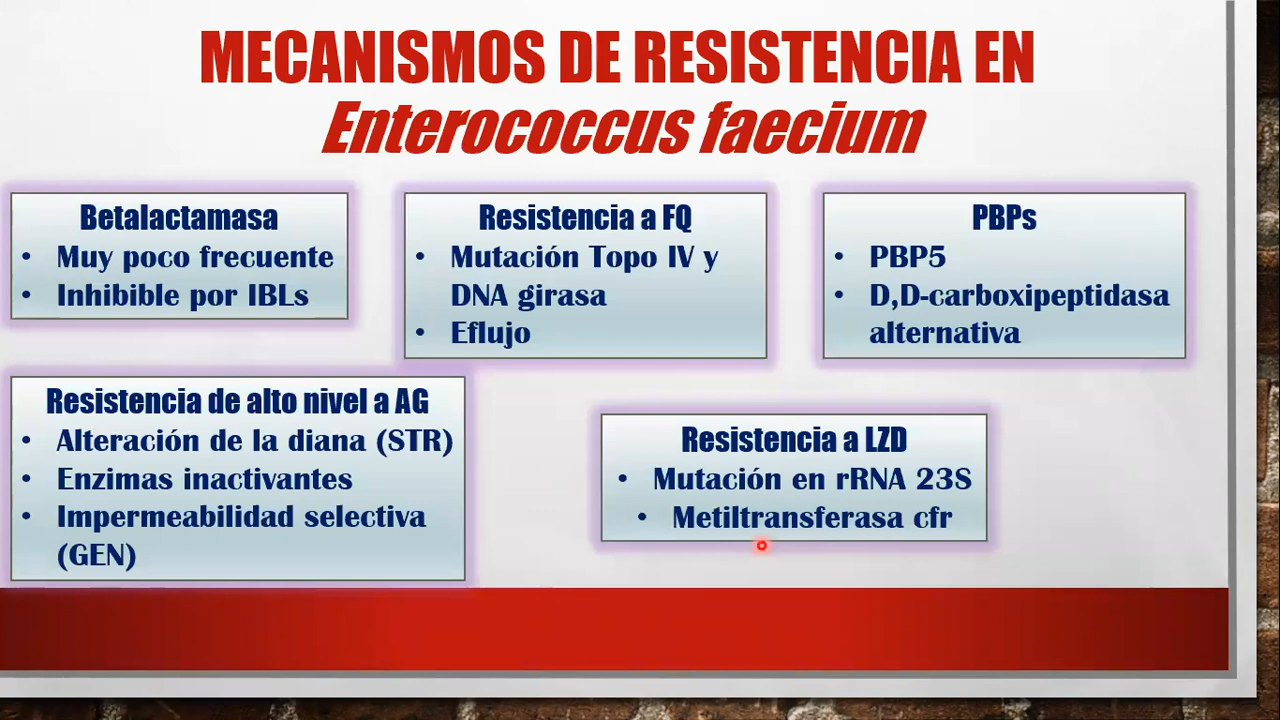 MECANISMOS DE RESISTENCIA EN
Enterococcus faecium
Betalactamasa
• Muy poco frecuente
• Inhibible por IBLs
Resistencia a FQ
• Mutación Topo IV y
DNA girasa
• Eflujo
PBPs
• PBP5
• D,D-carboxipeptidasa
alternativa
Resistencia de alto nivel a AG
• Alteración de la diana (STR)
• Enzimas inactivantes
• Impermeabilidad selectiva
(GEN)
Resistencia a LZD
• Mutación en rRNA 23S
• Metiltransferasa cfr